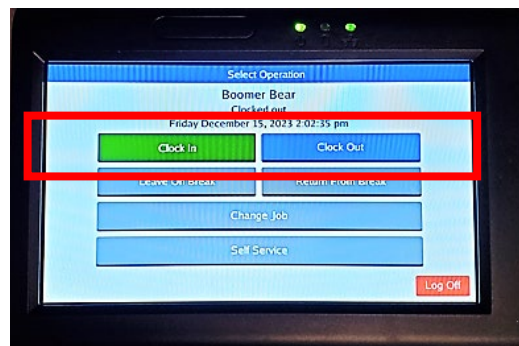 Select Operation
Boomer Bear
Clocked out
Friday December 15, 2023 2:02:35 pm
Clock In Clock Out
Leave On Break Return From Break
Change Job
Self Service
Log Off